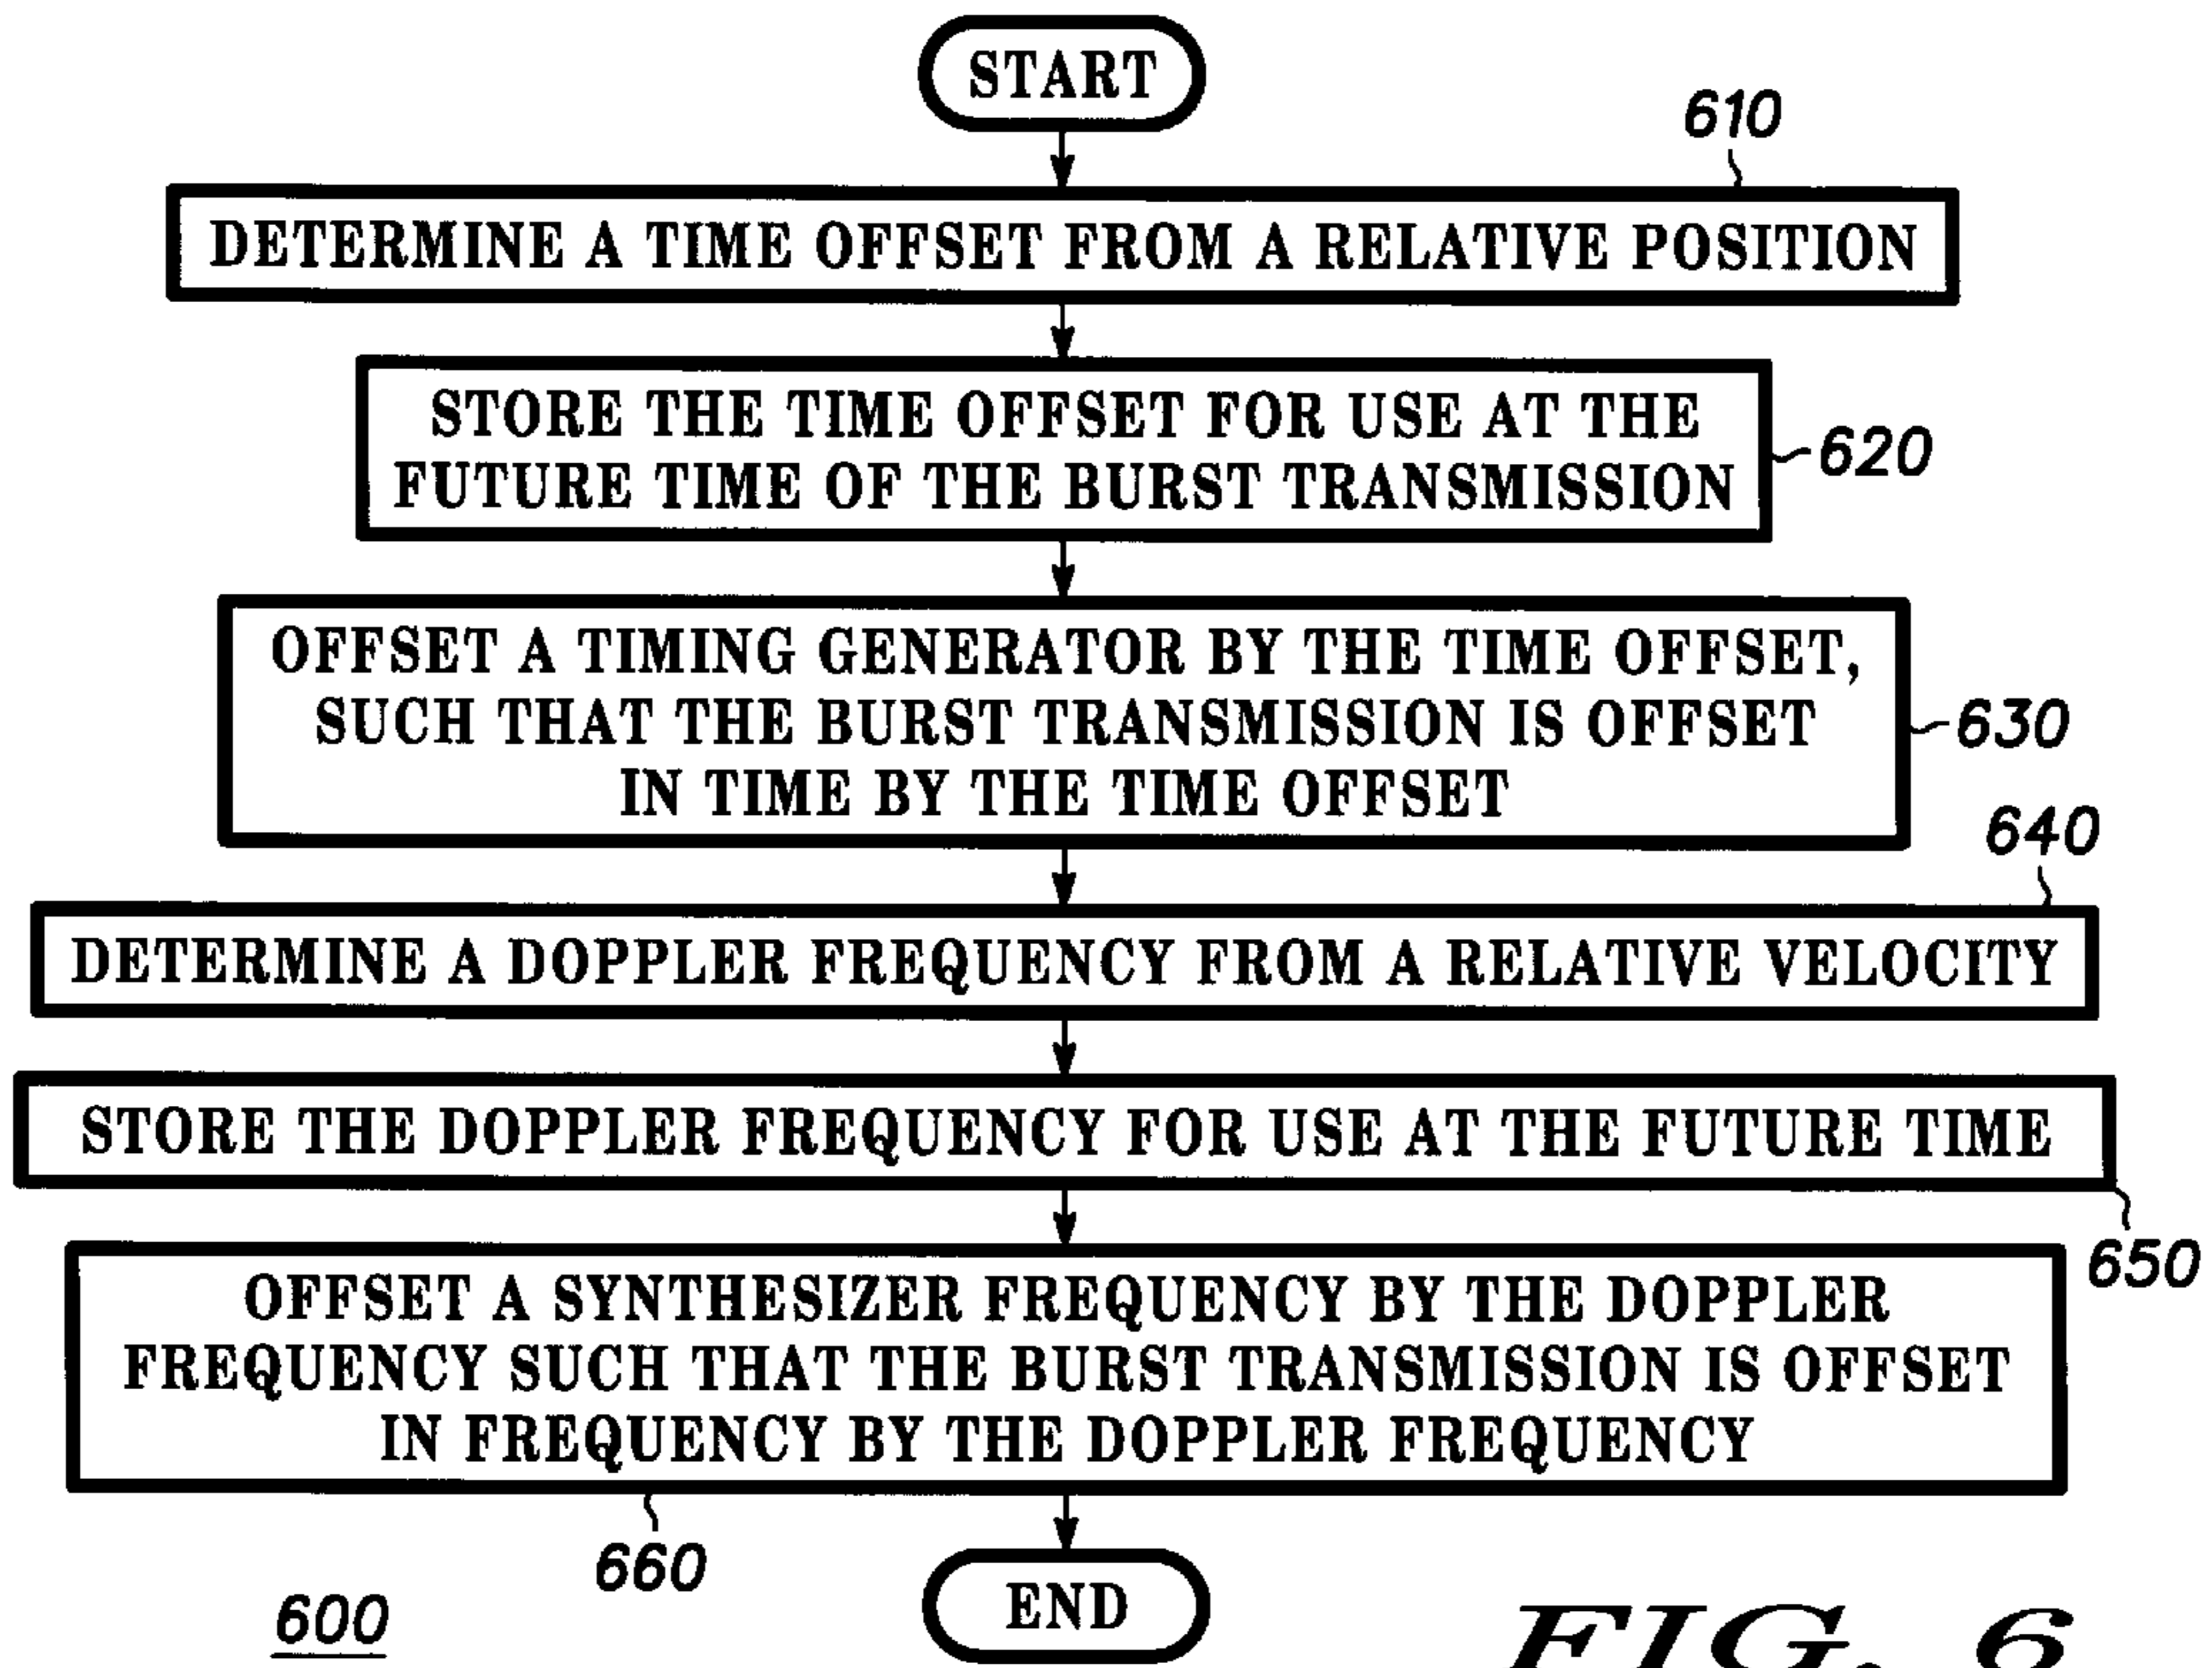 START
610
DETERMINE A TIME OFFSET FROM A RELATIVE POSITION
STORE THE TIME OFFSET FOR USE AT THE
FUTURE TIME OF THE BURST TRANSMISSION
620
OFFSET A TIMING GENERATOR BY THE TIME OFFSET,
SUCH THAT THE BURST TRANSMISSION IS OFFSET
IN TIME BY THE TIME OFFSET
630
640
DETERMINE A DOPPLER FREQUENCY FROM A RELATIVE VELOCITY
STORE THE DOPPLER FREQUENCY FOR USE AT THE FUTURE TIME
650
OFFSET A SYNTHESIZER FREQUENCY BY THE DOPPLER
FREQUENCY SUCH THAT THE BURST TRANSMISSION IS OFFSET
IN FREQUENCY BY THE DOPPLER FREQUENCY
660
END
600
FIG. 6